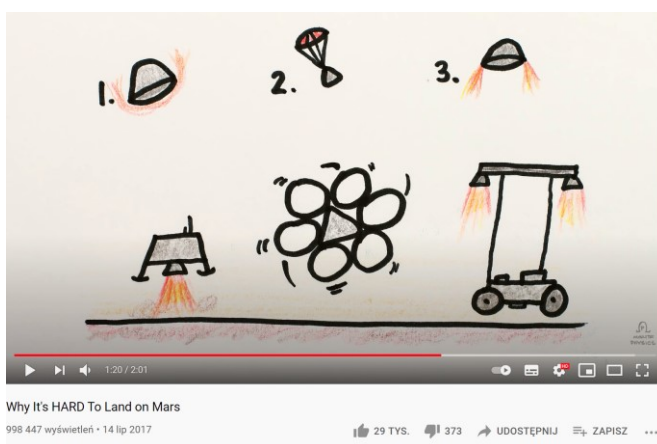 1. 2. 3.
1:20 / 2:01
HD
Why It's HARD To Land on Mars
998 447 wyświetleń • 14 lip 2017
29 TYS. 373 UDOSTĘPNIJ ZAPISZ ...